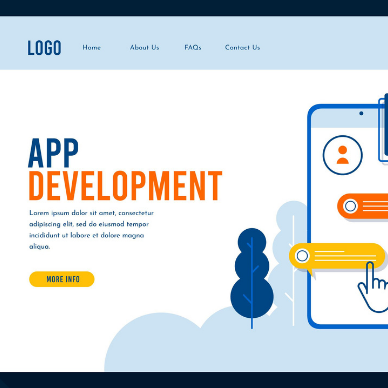 LOGO Home About Us FAQs Contact Us
APP
DEVELOPMENT
Lorem ipsum dolor sit amet, consectetur
adipiscing elit, sed do eiusmod tempor
incididunt ut labore et dolore magna
aliqua.
MORE INFO